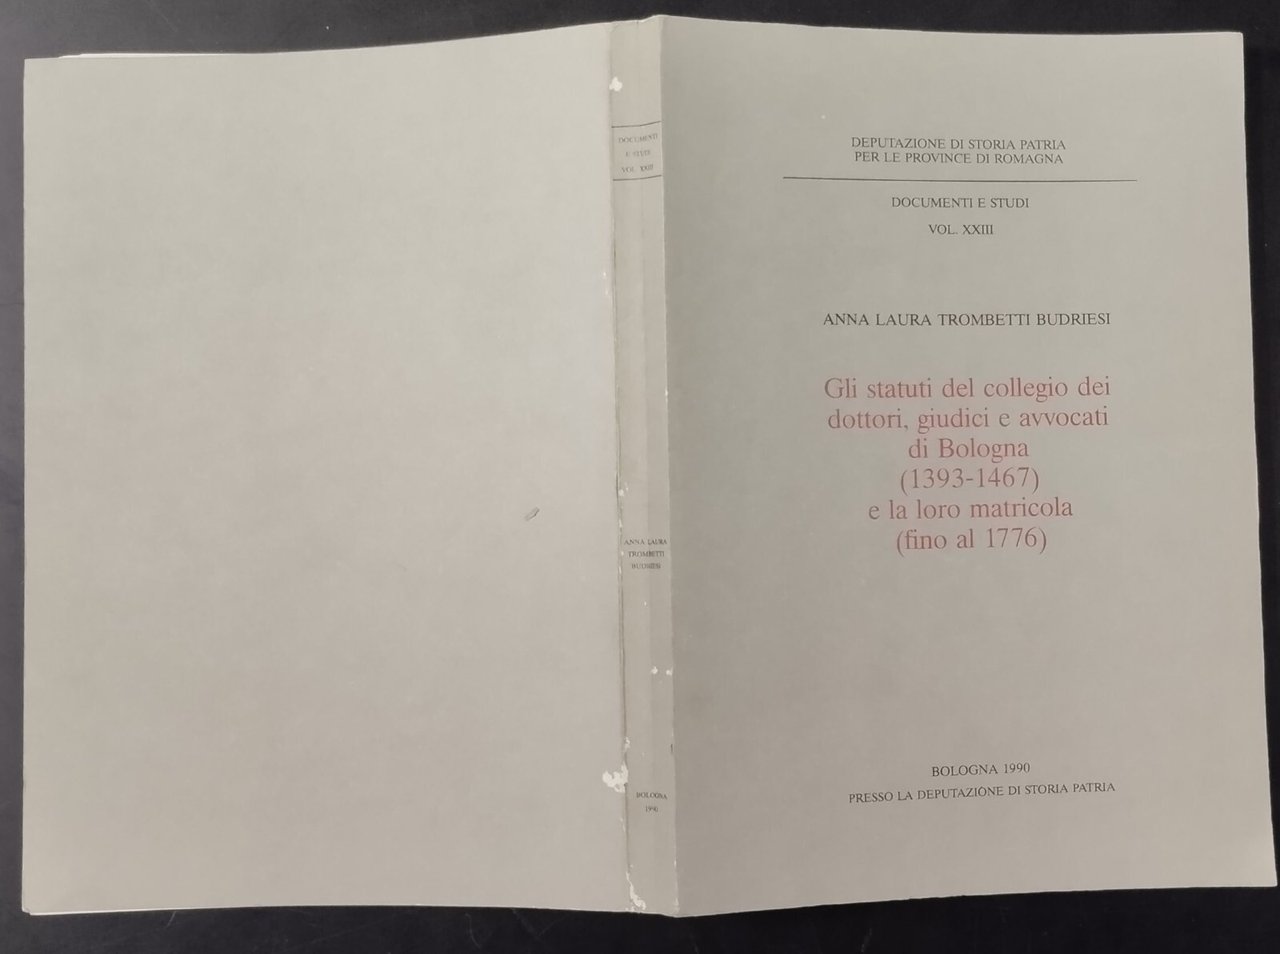 DOCUMENTI
E STUDI
VOL. XXIII
ANNA LAURA
TROMBETTI
BUDRIESI
BOLOGNA
1990
DEPUTAZIONE DI STORIA PATRIA
PER LE PROVINCE DI ROMAGNA
DOCUMENTI E STUDI
VOL. XXIII
ANNA LAURA TROMBETTI BUDRIESI
Gli statuti del collegio dei
dottori, giudici e avvocati
di Bologna
(1393-1467)
e la loro matricola
(fino al 1776)
BOLOGNA 1990
PRESSO LA DEPUTAZIONE DI STORIA PATRIA